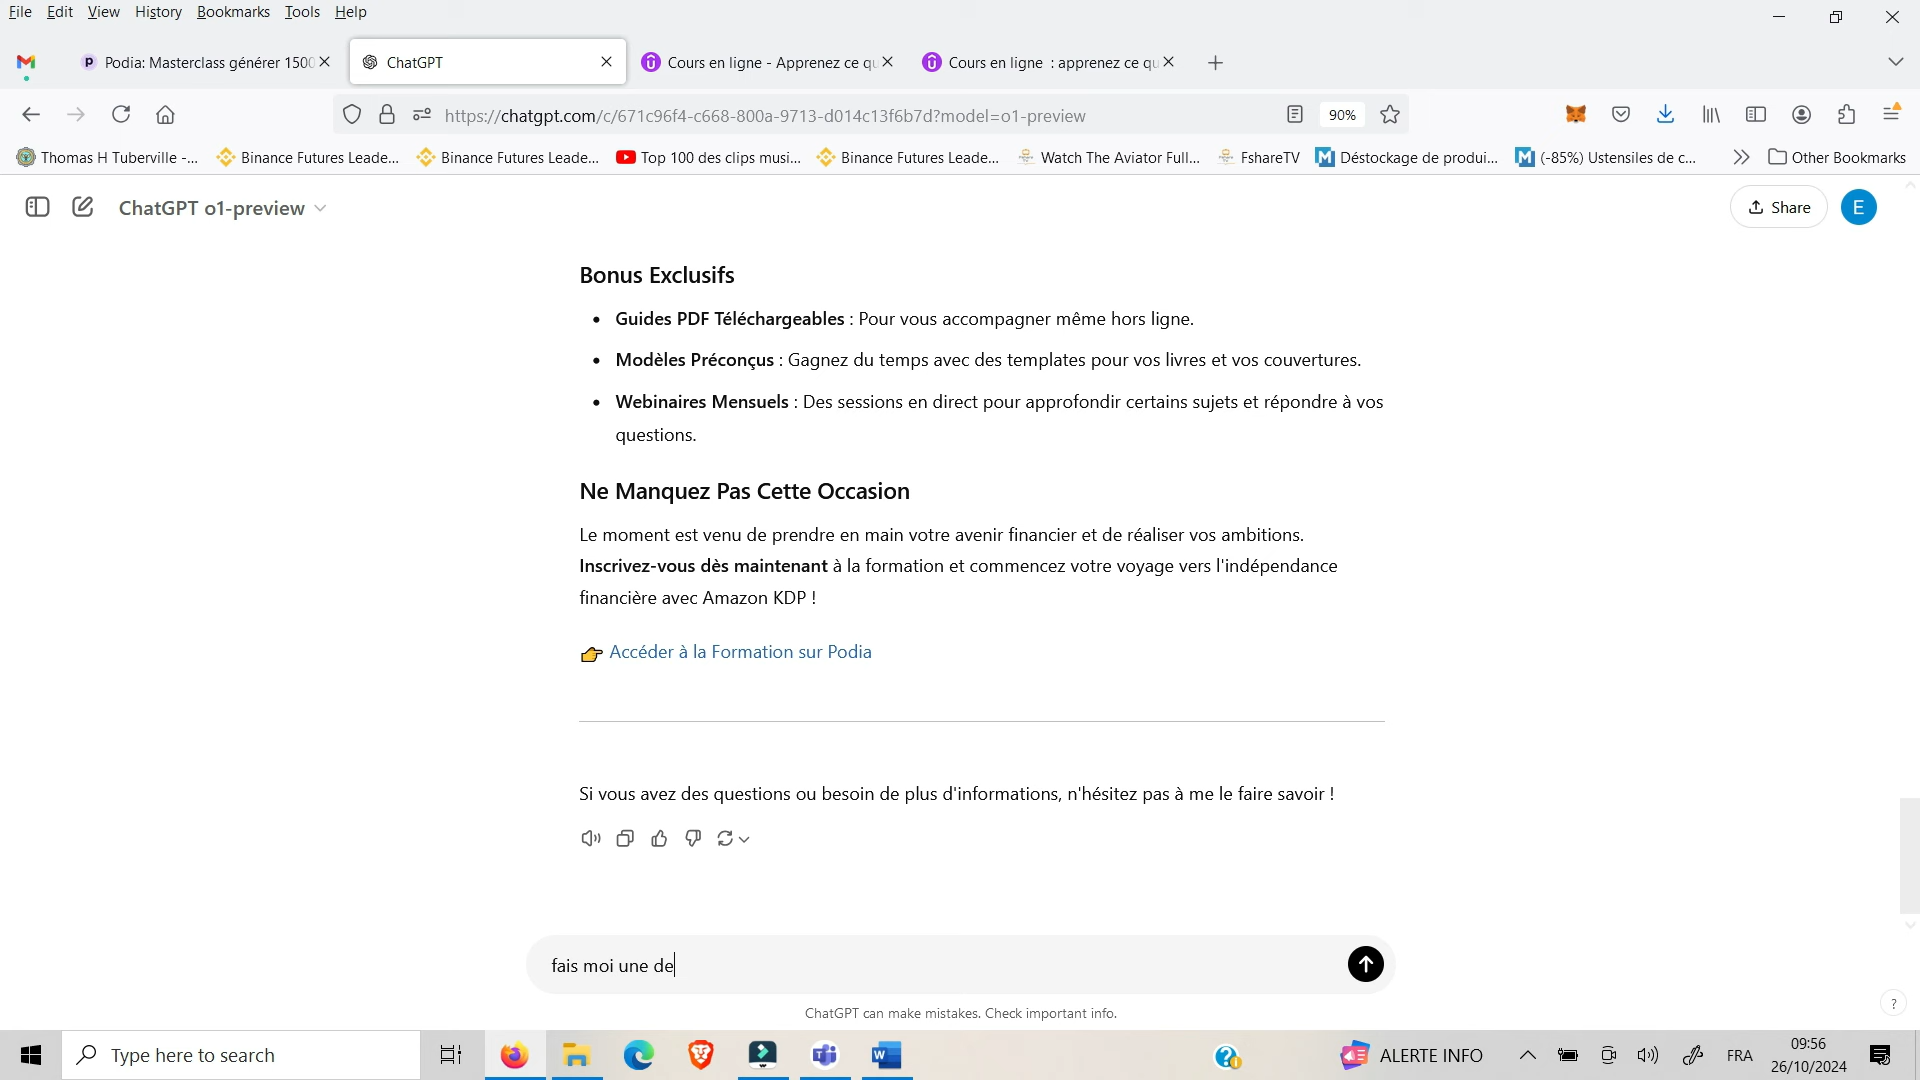 File Edit View History Bookmarks Tools Help
Podia: Masterclass générer 1500
ChatGPT
Cours en ligne - Apprenez ce qu
Cours en ligne : apprenez ce qu
https://chatgpt.com/c/671c96f4-c668-800a-9713-d014c13f6b7d?model=o1-preview
90%
Thomas H Tuberville -...
Binance Futures Leade...
Binance Futures Leade...
Top 100 des clips musi...
Binance Futures Leade...
Watch The Aviator Full...
FshareTV
Déstockage de produi...
(-85%) Ustensiles de c...
Other Bookmarks
ChatGPT o1-preview
Share
E
Bonus Exclusifs
Guides PDF Téléchargeables : Pour vous accompagner même hors ligne.
Modèles Préconçus : Gagnez du temps avec des templates pour vos livres et vos couvertures.
Webinaires Mensuels : Des sessions en direct pour approfondir certains sujets et répondre à vos
questions.
Ne Manquez Pas Cette Occasion
Le moment est venu de prendre en main votre avenir financier et de réaliser vos ambitions.
Inscrivez-vous dès maintenant à la formation et commencez votre voyage vers l'indépendance
financière avec Amazon KDP !
👉 Accéder à la Formation sur Podia
Si vous avez des questions ou besoin de plus d'informations, n'hésitez pas à me le faire savoir !
fais moi une de
ChatGPT can make mistakes. Check important info.
?
Type here to search
ALERTE INFO
FRA
09:56
26/10/2024